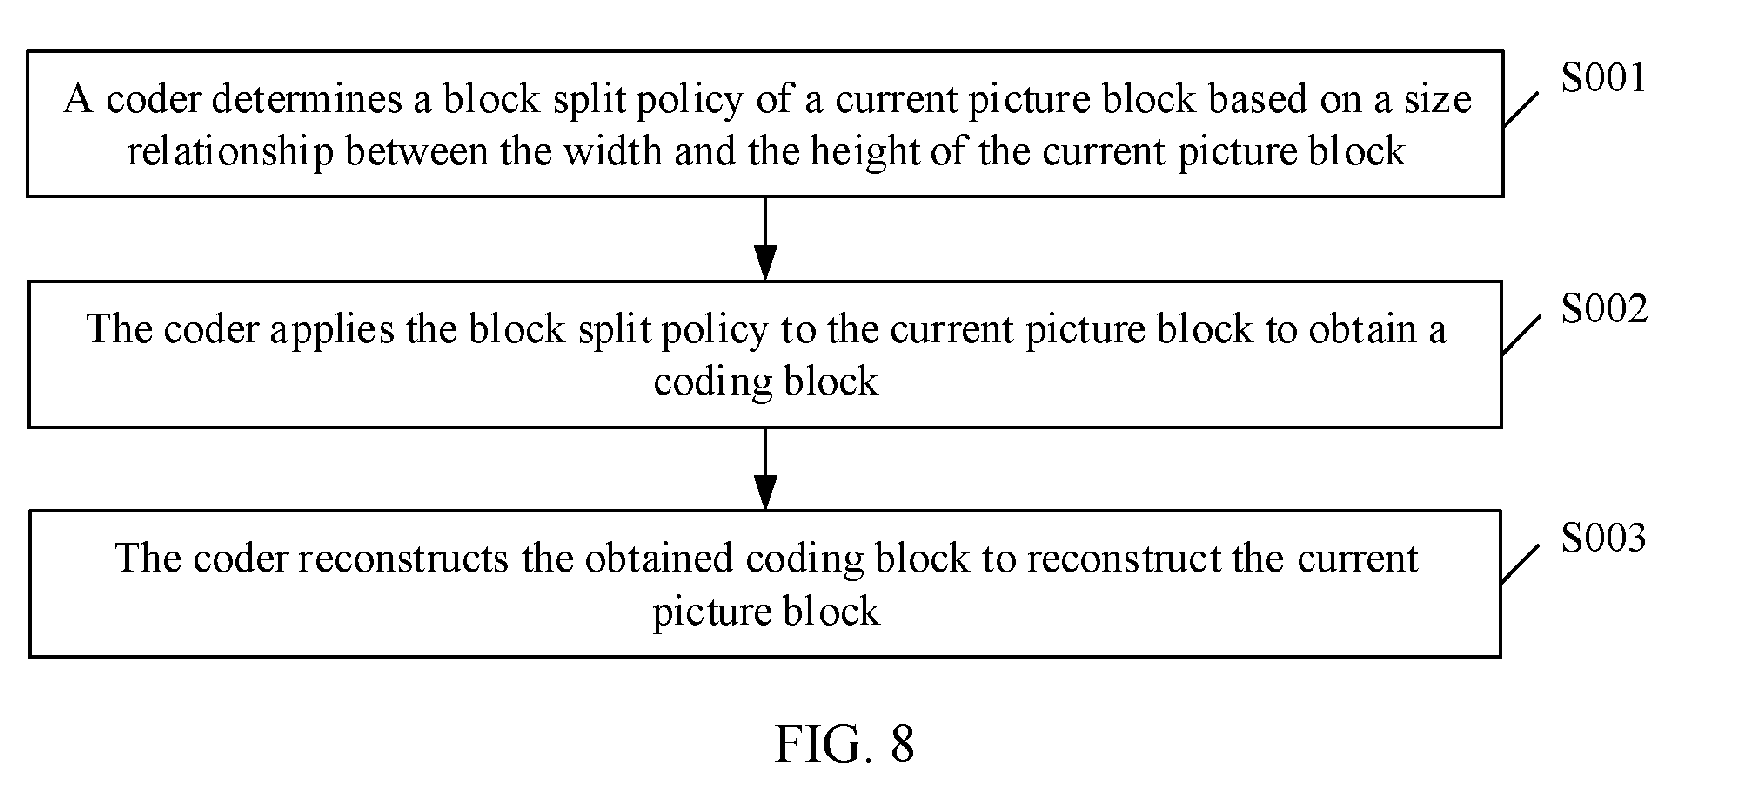 A coder determines a block split policy of a current picture block based on a size
relationship between the width and the height of the current picture block
S001
The coder applies the block split policy to the current picture block to obtain a
coding block
S002
The coder reconstructs the obtained coding block to reconstruct the current
picture block
S003
FIG. 8